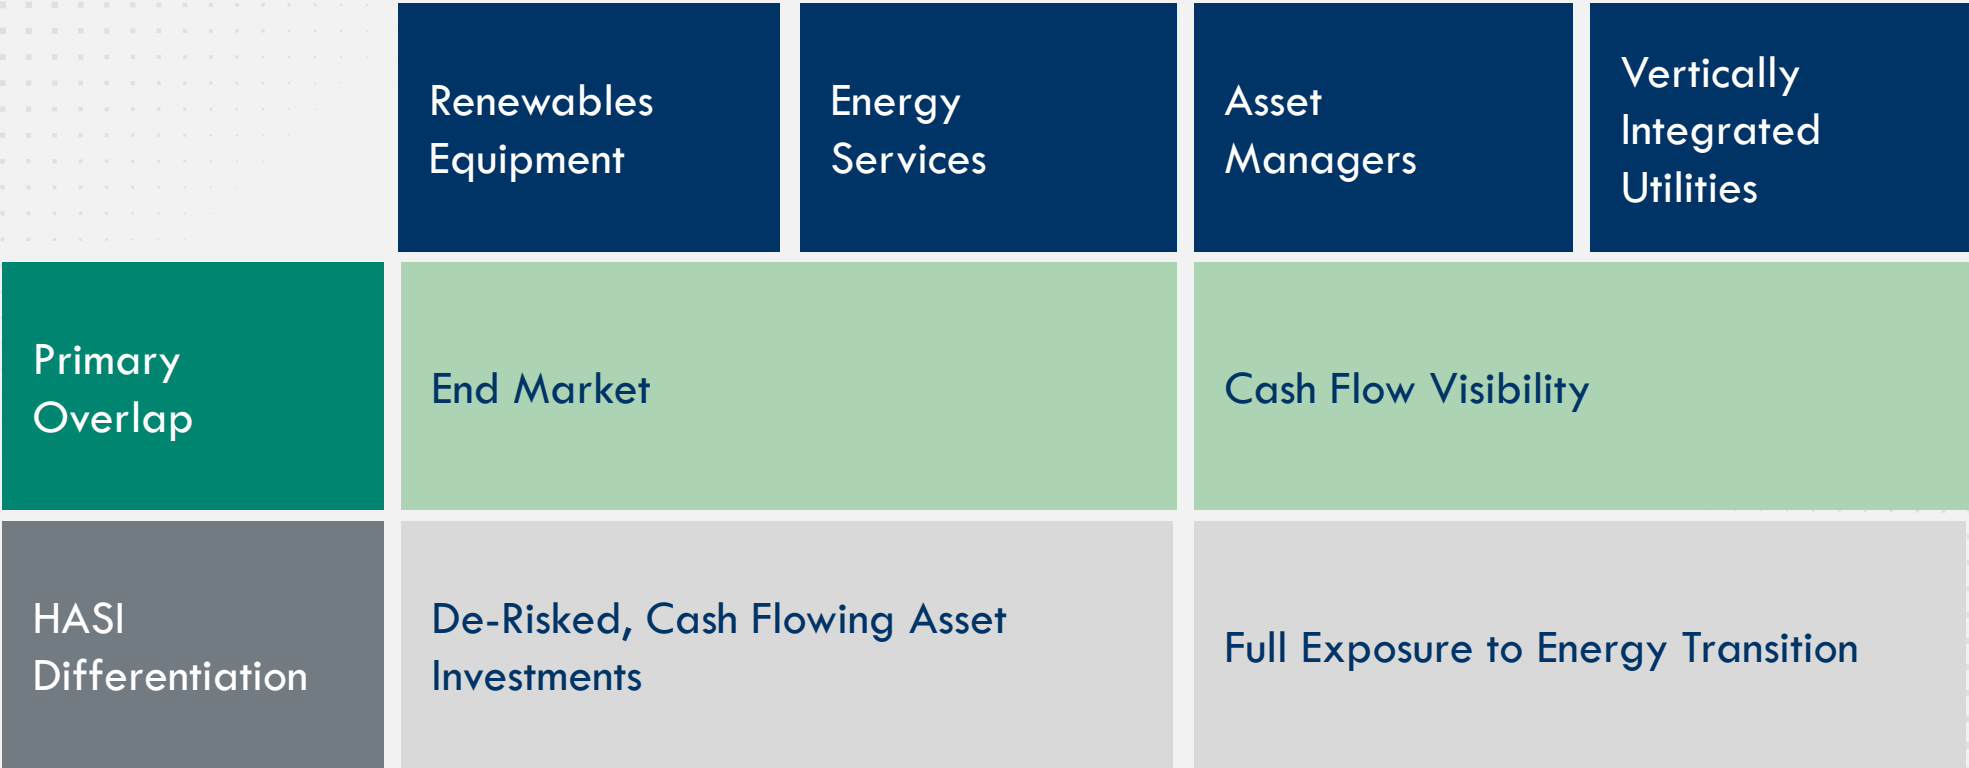 Renewables
Equipment
Energy
Services
Asset
Managers
Vertically
Integrated
Utilities
Primary
Overlap
End Market
Cash Flow Visibility
HASI
Differentiation
De-Risked, Cash Flowing Asset
Investments
Full Exposure to Energy Transition